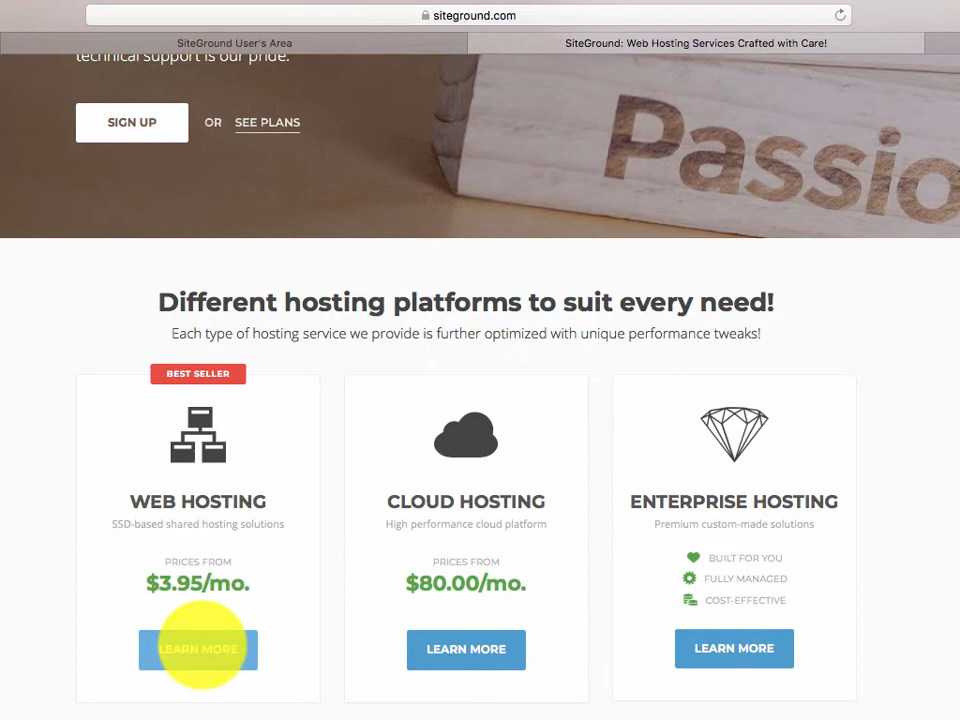 siteground.com
SiteGround User's Area
SiteGround: Web Hosting Services Crafted with Care!
technical support is our pride.
SIGN UP OR SEE PLANS
Passio
Different hosting platforms to suit every need!
Each type of hosting service we provide is further optimized with unique performance tweaks!
BEST SELLER
WEB HOSTING
SSD-based shared hosting solutions
PRICES FROM
$3.95/mo.
LEARN MORE
CLOUD HOSTING
High performance cloud platform
PRICES FROM
$80.00/mo.
LEARN MORE
ENTERPRISE HOSTING
Premium custom-made solutions
BUILT FOR YOU
FULLY MANAGED
COST-EFFECTIVE
LEARN MORE